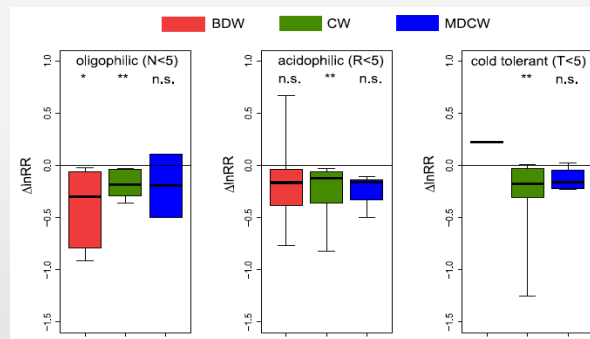 BDW CW MDCW
oligophilic (N<5)
* ** n.s.
ΔlnRR
1.0
0.5
0.0
−0.5
−1.0
−1.5
acidophilic (R<5)
n.s. ** n.s.
ΔlnRR
1.0
0.5
0.0
−0.5
−1.0
−1.5
cold tolerant (T<5)
** n.s.
ΔlnRR
1.0
0.5
0.0
−0.5
−1.0
−1.5